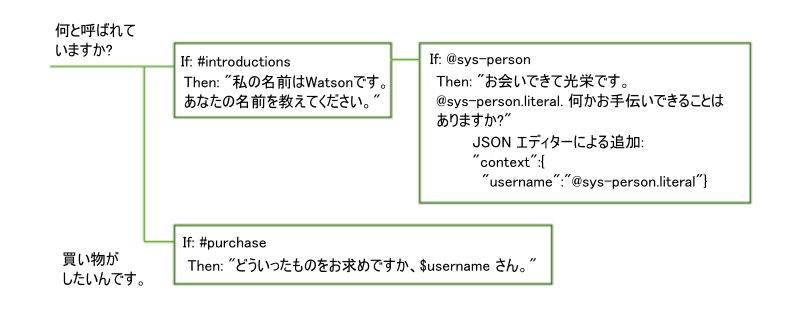 何と呼ばれて
いますか?
If: #introductions
Then: "私の名前はWatsonです。
あなたの名前を教えてください。"
If: @sys-person
Then: "お会いできて光栄です。
@sys-person.literal. 何かお手伝いできることは
ありますか?"
JSON エディターによる追加:
"context":{
"username":"@sys-person.literal"}
買い物が
したいんです。
If: #purchase
Then: "どういったものをお求めですか、$username さん。"